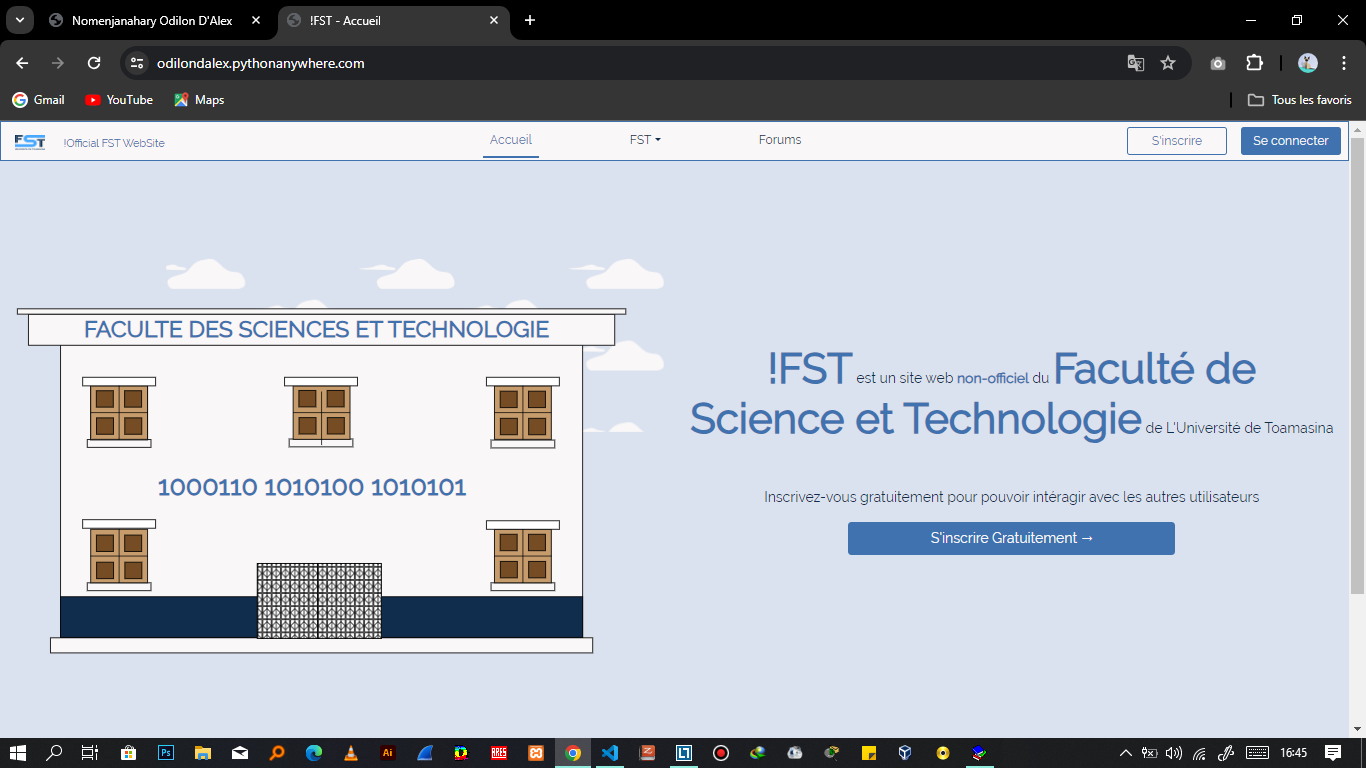 Nomenjanahary Odilon D'Alex
!FST - Accueil
odilondalex.pythonanywhere.com
Gmail YouTube Maps Tous les favoris
FST !Official FST WebSite Accueil FST Forums S'inscrire Se connecter
FACULTE DES SCIENCES ET TECHNOLOGIE
1000110 1010100 1010101
!FST est un site web non-officiel du Faculté de
Science et Technologie de L'Université de Toamasina
Inscrivez-vous gratuitement pour pouvoir intéragir avec les autres utilisateurs
S'inscrire Gratuitement →
Ps Ai RRES 16:45